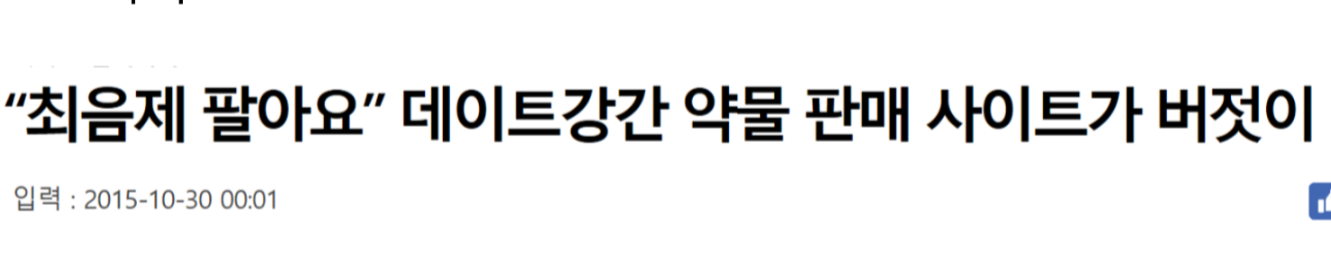 “최음제 팔아요” 데이트강간 약물 판매 사이트가 버젓이
입력 : 2015-10-30 00:01